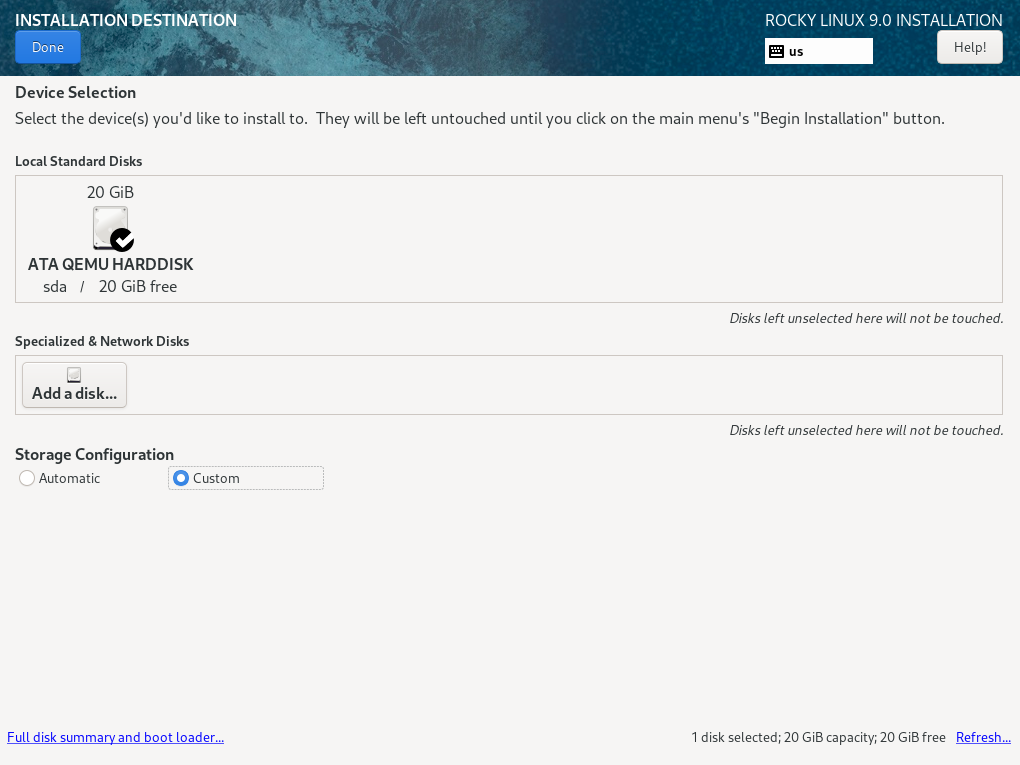 INSTALLATION DESTINATION
ROCKY LINUX 9.0 INSTALLATION
Done
us
Help!
Device Selection
Select the device(s) you'd like to install to.  They will be left untouched until you click on the main menu's "Begin Installation" button.
Local Standard Disks
20 GiB
ATA QEMU HARDDISK
sda / 20 GiB free
Disks left unselected here will not be touched.
Specialized & Network Disks
Add a disk...
Disks left unselected here will not be touched.
Storage Configuration
Automatic
Custom
Full disk summary and boot loader...
1 disk selected; 20 GiB capacity; 20 GiB free
Refresh...